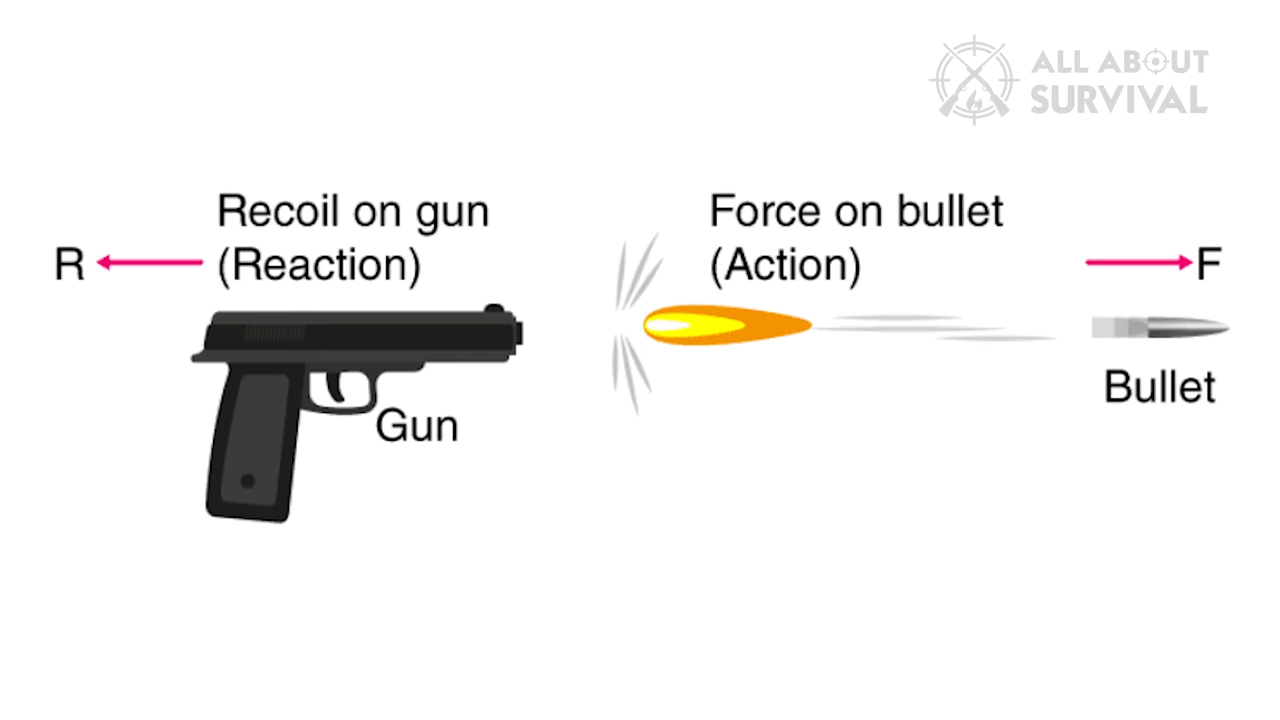 ALL ABOUT
SURVIVAL
Recoil on gun
(Reaction)
R
Force on bullet
(Action)
F
Gun
Bullet